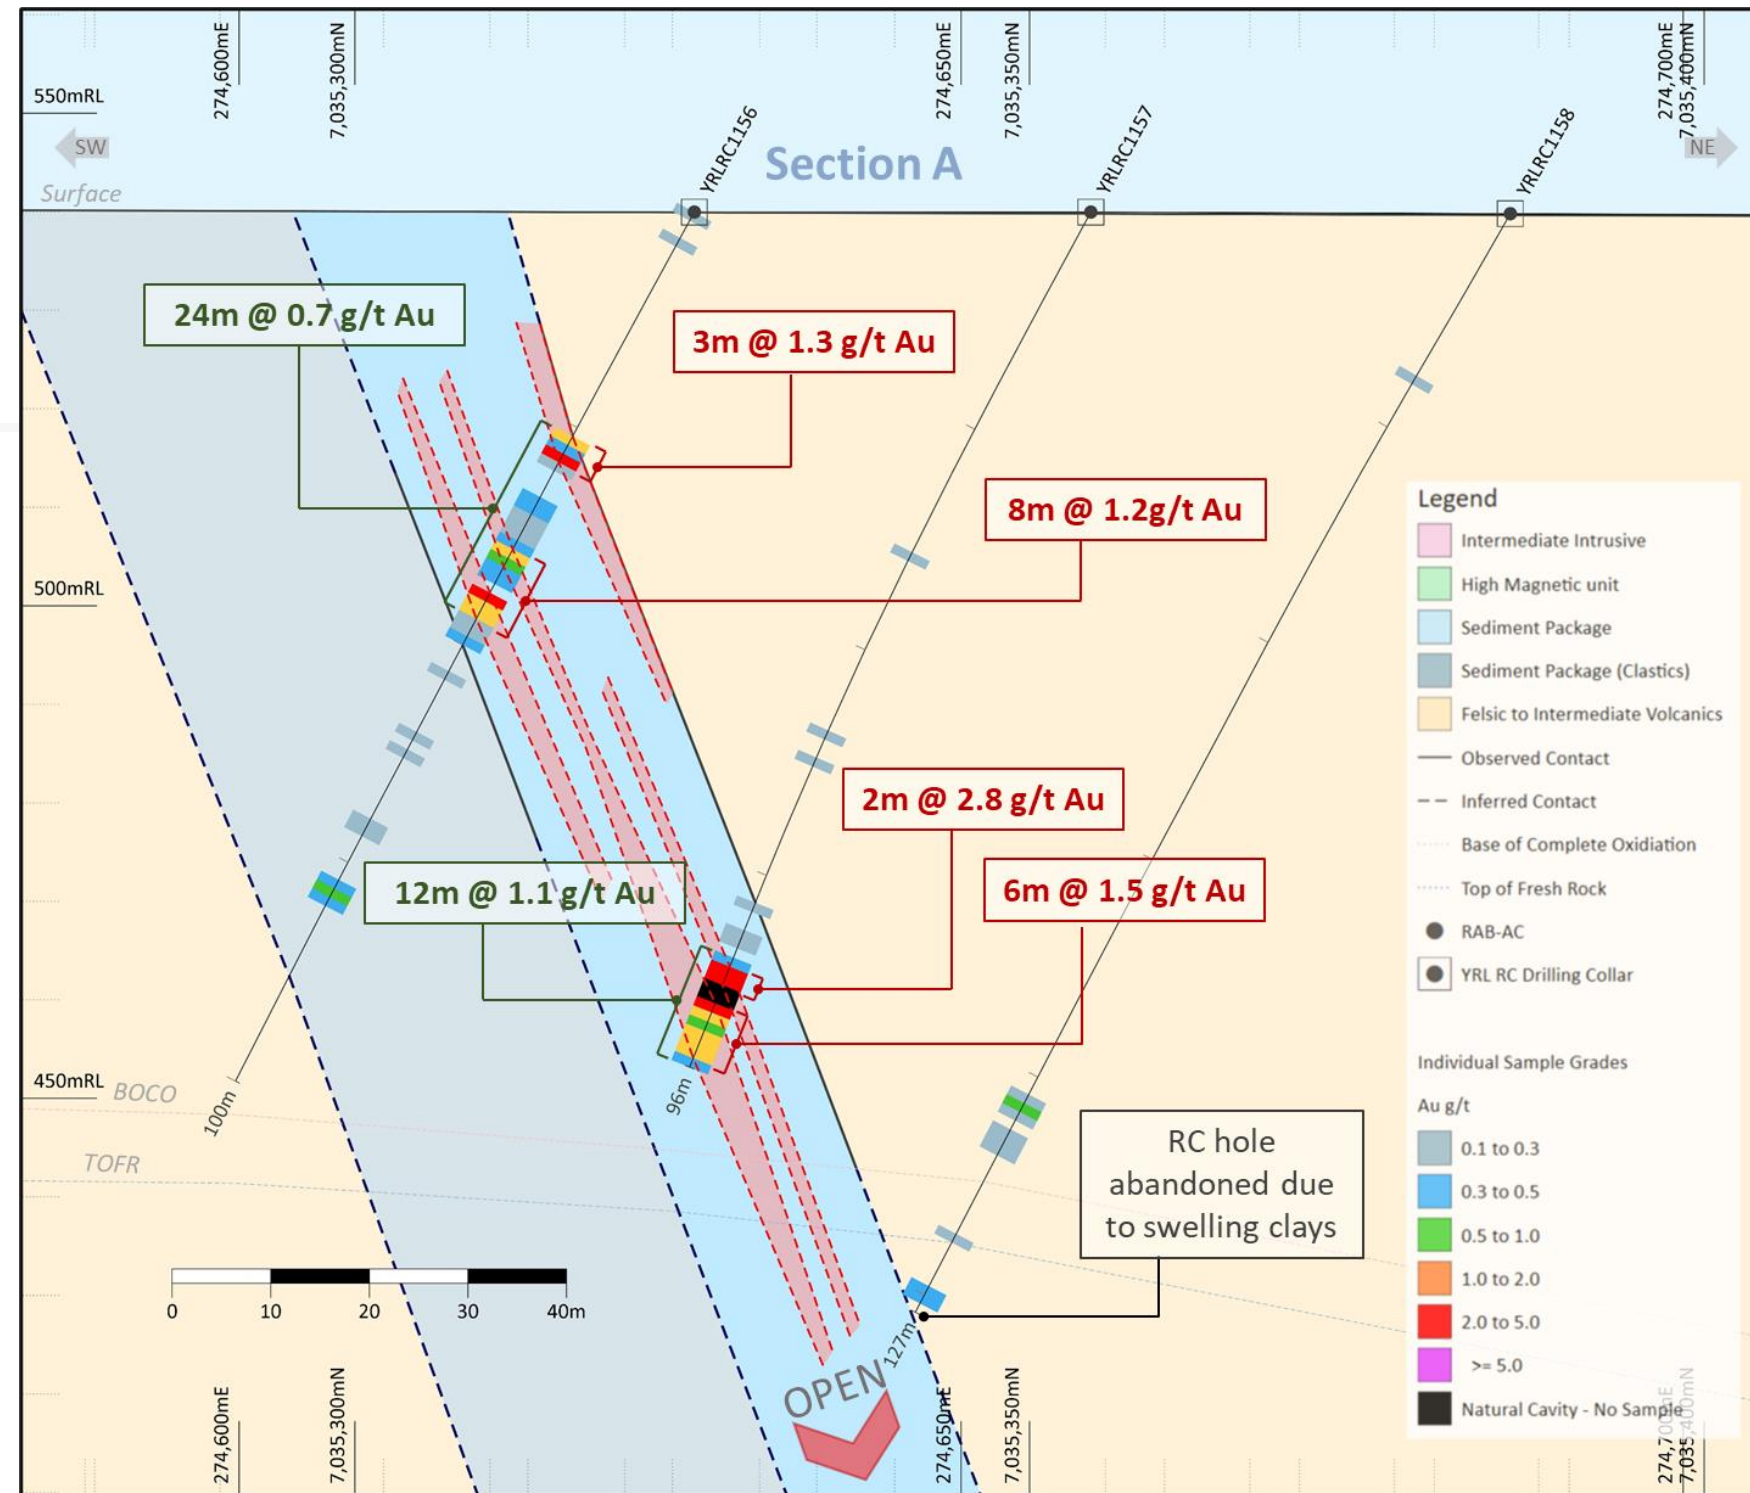 274,600mE
7,035,300mN
274,650mE
7,035,350mN
274,700mE
7,035,400mN
550mRL
SW
NE
Section A
Surface
YRLRC1156
YRLRC1157
YRLRC1158
24m @ 0.7 g/t Au
3m @ 1.3 g/t Au
8m @ 1.2g/t Au
500mRL
2m @ 2.8 g/t Au
12m @ 1.1 g/t Au
6m @ 1.5 g/t Au
450mRL
BOCO
TOFR
100m
96m
127m
RC hole
abandoned due
to swelling clays
0 10 20 30 40m
OPEN
Legend
Intermediate Intrusive
High Magnetic unit
Sediment Package
Sediment Package (Clastics)
Felsic to Intermediate Volcanics
Observed Contact
Inferred Contact
Base of Complete Oxidiation
Top of Fresh Rock
RAB-AC
YRL RC Drilling Collar
Individual Sample Grades
Au g/t
0.1 to 0.3
0.3 to 0.5
0.5 to 1.0
1.0 to 2.0
2.0 to 5.0
>= 5.0
Natural Cavity - No Sample
274,600mE
7,035,300mN
274,650mE
7,035,350mN
274,700mE
7,035,400mN